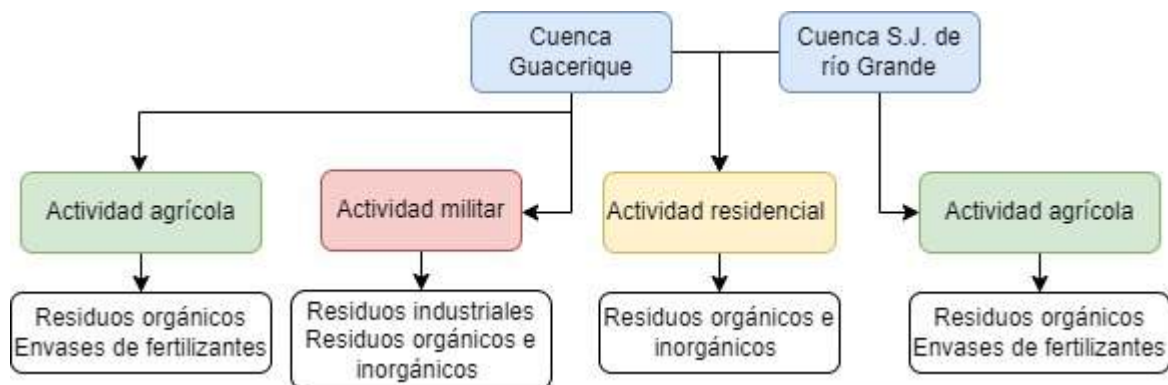 Cuenca
Guacerique
Cuenca S.J. de
río Grande
Actividad agrícola
Actividad militar
Actividad residencial
Actividad agrícola
Residuos orgánicos
Envases de fertilizantes
Residuos industriales
Residuos orgánicos e
inorgánicos
Residuos orgánicos e
inorgánicos
Residuos orgánicos
Envases de fertilizantes